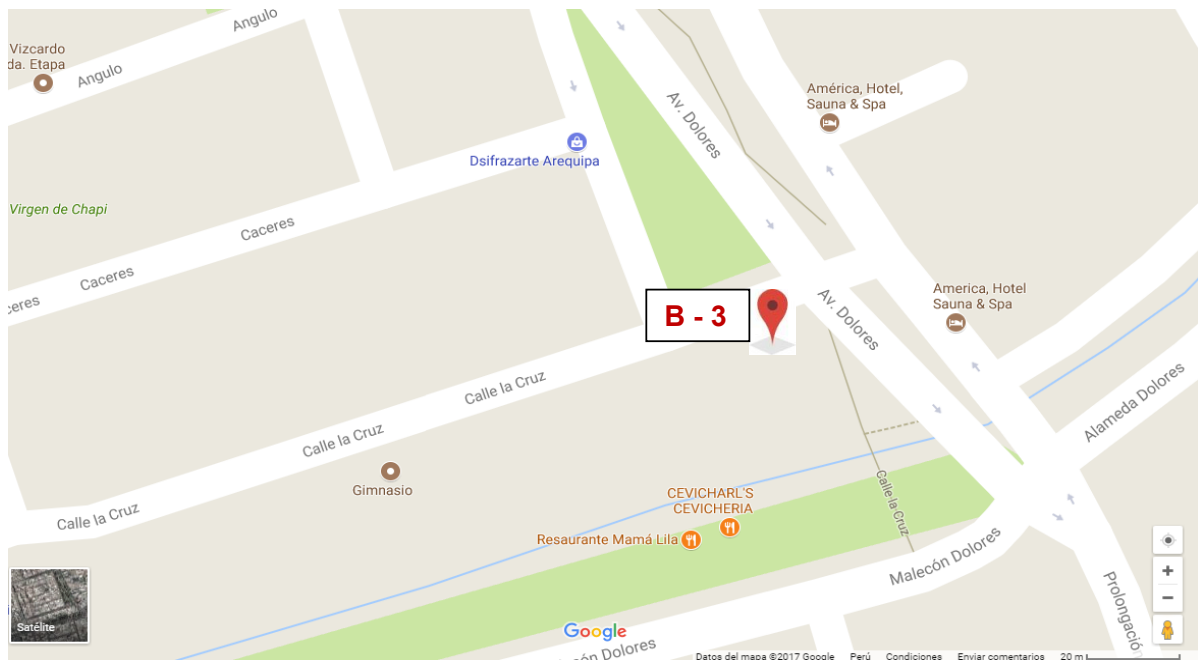 Angulo
Vizcardo
da. Etapa
Angulo
América, Hotel,
Sauna & Spa
Av. Dolores
Dsifrazarte Arequipa
Virgen de Chapi
Caceres
Caceres
ceres
America, Hotel
Sauna & Spa
B - 3
Av. Dolores
Calle la Cruz
Alameda Dolores
Calle la Cruz
Gimnasio
CEVICHARL'S
CEVICHERIA
Calle la Cruz
Calle la Cruz
Resaurante Mamá Lila
Malecón Dolores
Prolongación
Satélite
Google
ón Dolores
Datos del mapa ©2017 Google Perú Condiciones Enviar comentarios 20 m